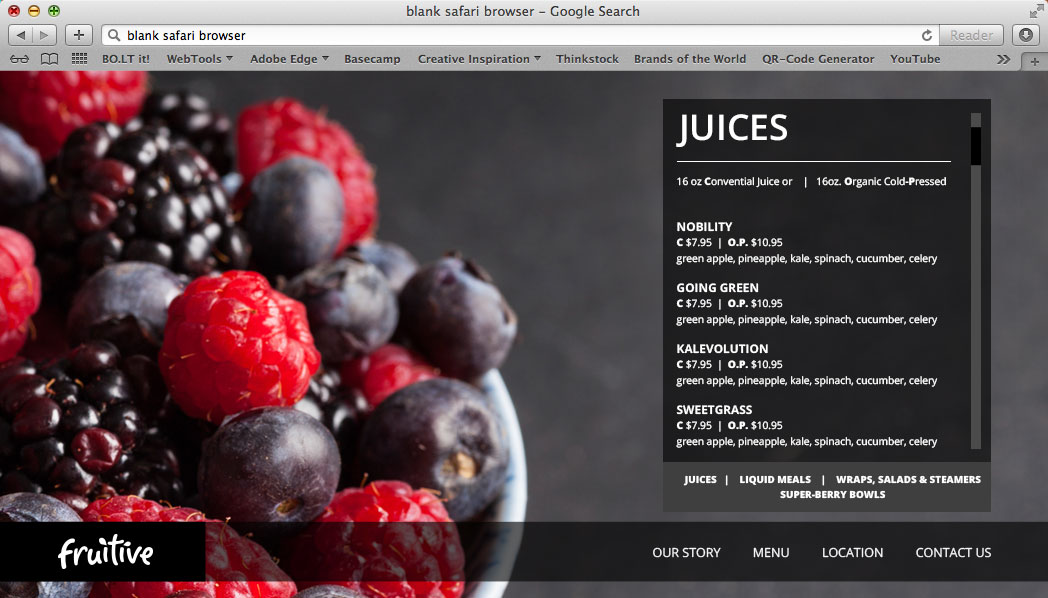 blank safari browser – Google Search
blank safari browser
Reader
BO.LT it! WebTools Adobe Edge Basecamp Creative Inspiration Thinkstock Brands of the World QR-Code Generator YouTube
JUICES
16 oz Convential Juice or | 16oz. Organic Cold-Pressed
NOBILITY
C $7.95 | O.P. $10.95
green apple, pineapple, kale, spinach, cucumber, celery
GOING GREEN
C $7.95 | O.P. $10.95
green apple, pineapple, kale, spinach, cucumber, celery
KALEVOLUTION
C $7.95 | O.P. $10.95
green apple, pineapple, kale, spinach, cucumber, celery
SWEETGRASS
C $7.95 | O.P. $10.95
green apple, pineapple, kale, spinach, cucumber, celery
JUICES | LIQUID MEALS | WRAPS, SALADS & STEAMERS
SUPER-BERRY BOWLS
fruitive
OUR STORY MENU LOCATION CONTACT US